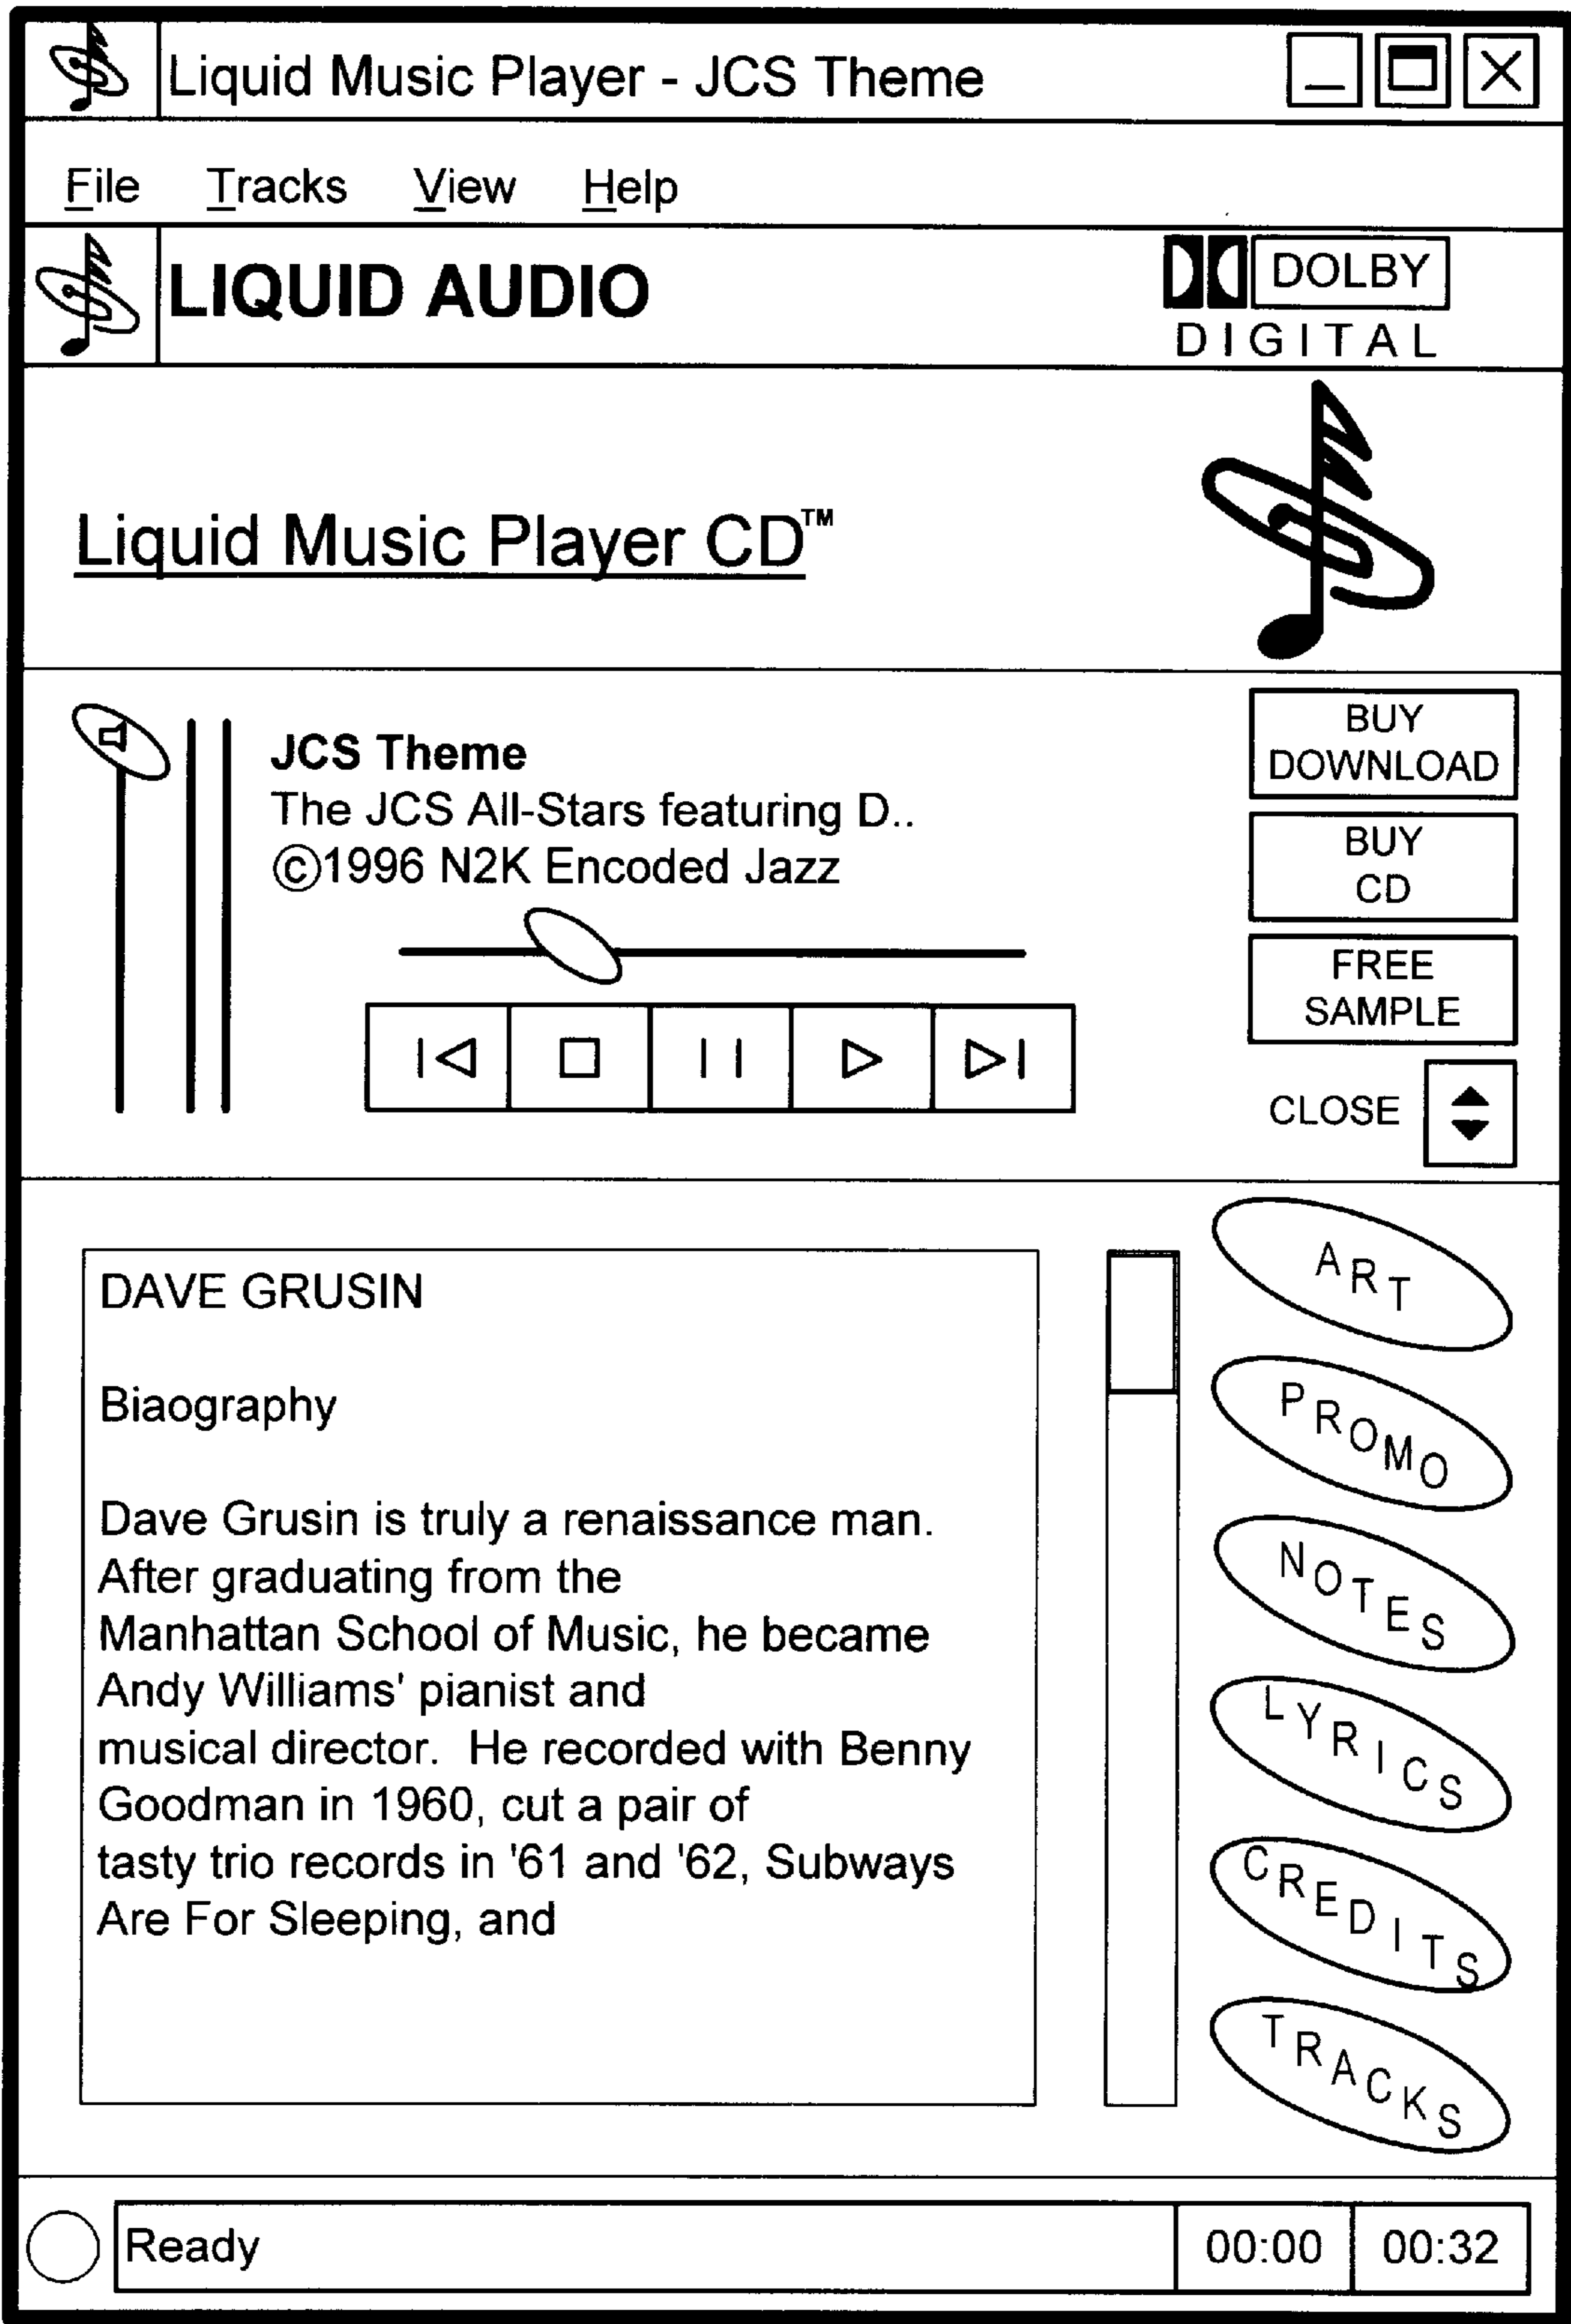 Liquid Music Player - JCS Theme
File Tracks View Help
LIQUID AUDIO
DOLBY
DIGITAL
Liquid Music Player CD™
JCS Theme
The JCS All-Stars featuring D..
©1996 N2K Encoded Jazz
BUY
DOWNLOAD
BUY
CD
FREE
SAMPLE
CLOSE
DAVE GRUSIN
Biaography
Dave Grusin is truly a renaissance man.
After graduating from the
Manhattan School of Music, he became
Andy Williams' pianist and
musical director.  He recorded with Benny
Goodman in 1960, cut a pair of
tasty trio records in '61 and '62, Subways
Are For Sleeping, and
ART
PROMO
NOTES
LYRICS
CREDITS
TRACKS
Ready 00:00 00:32